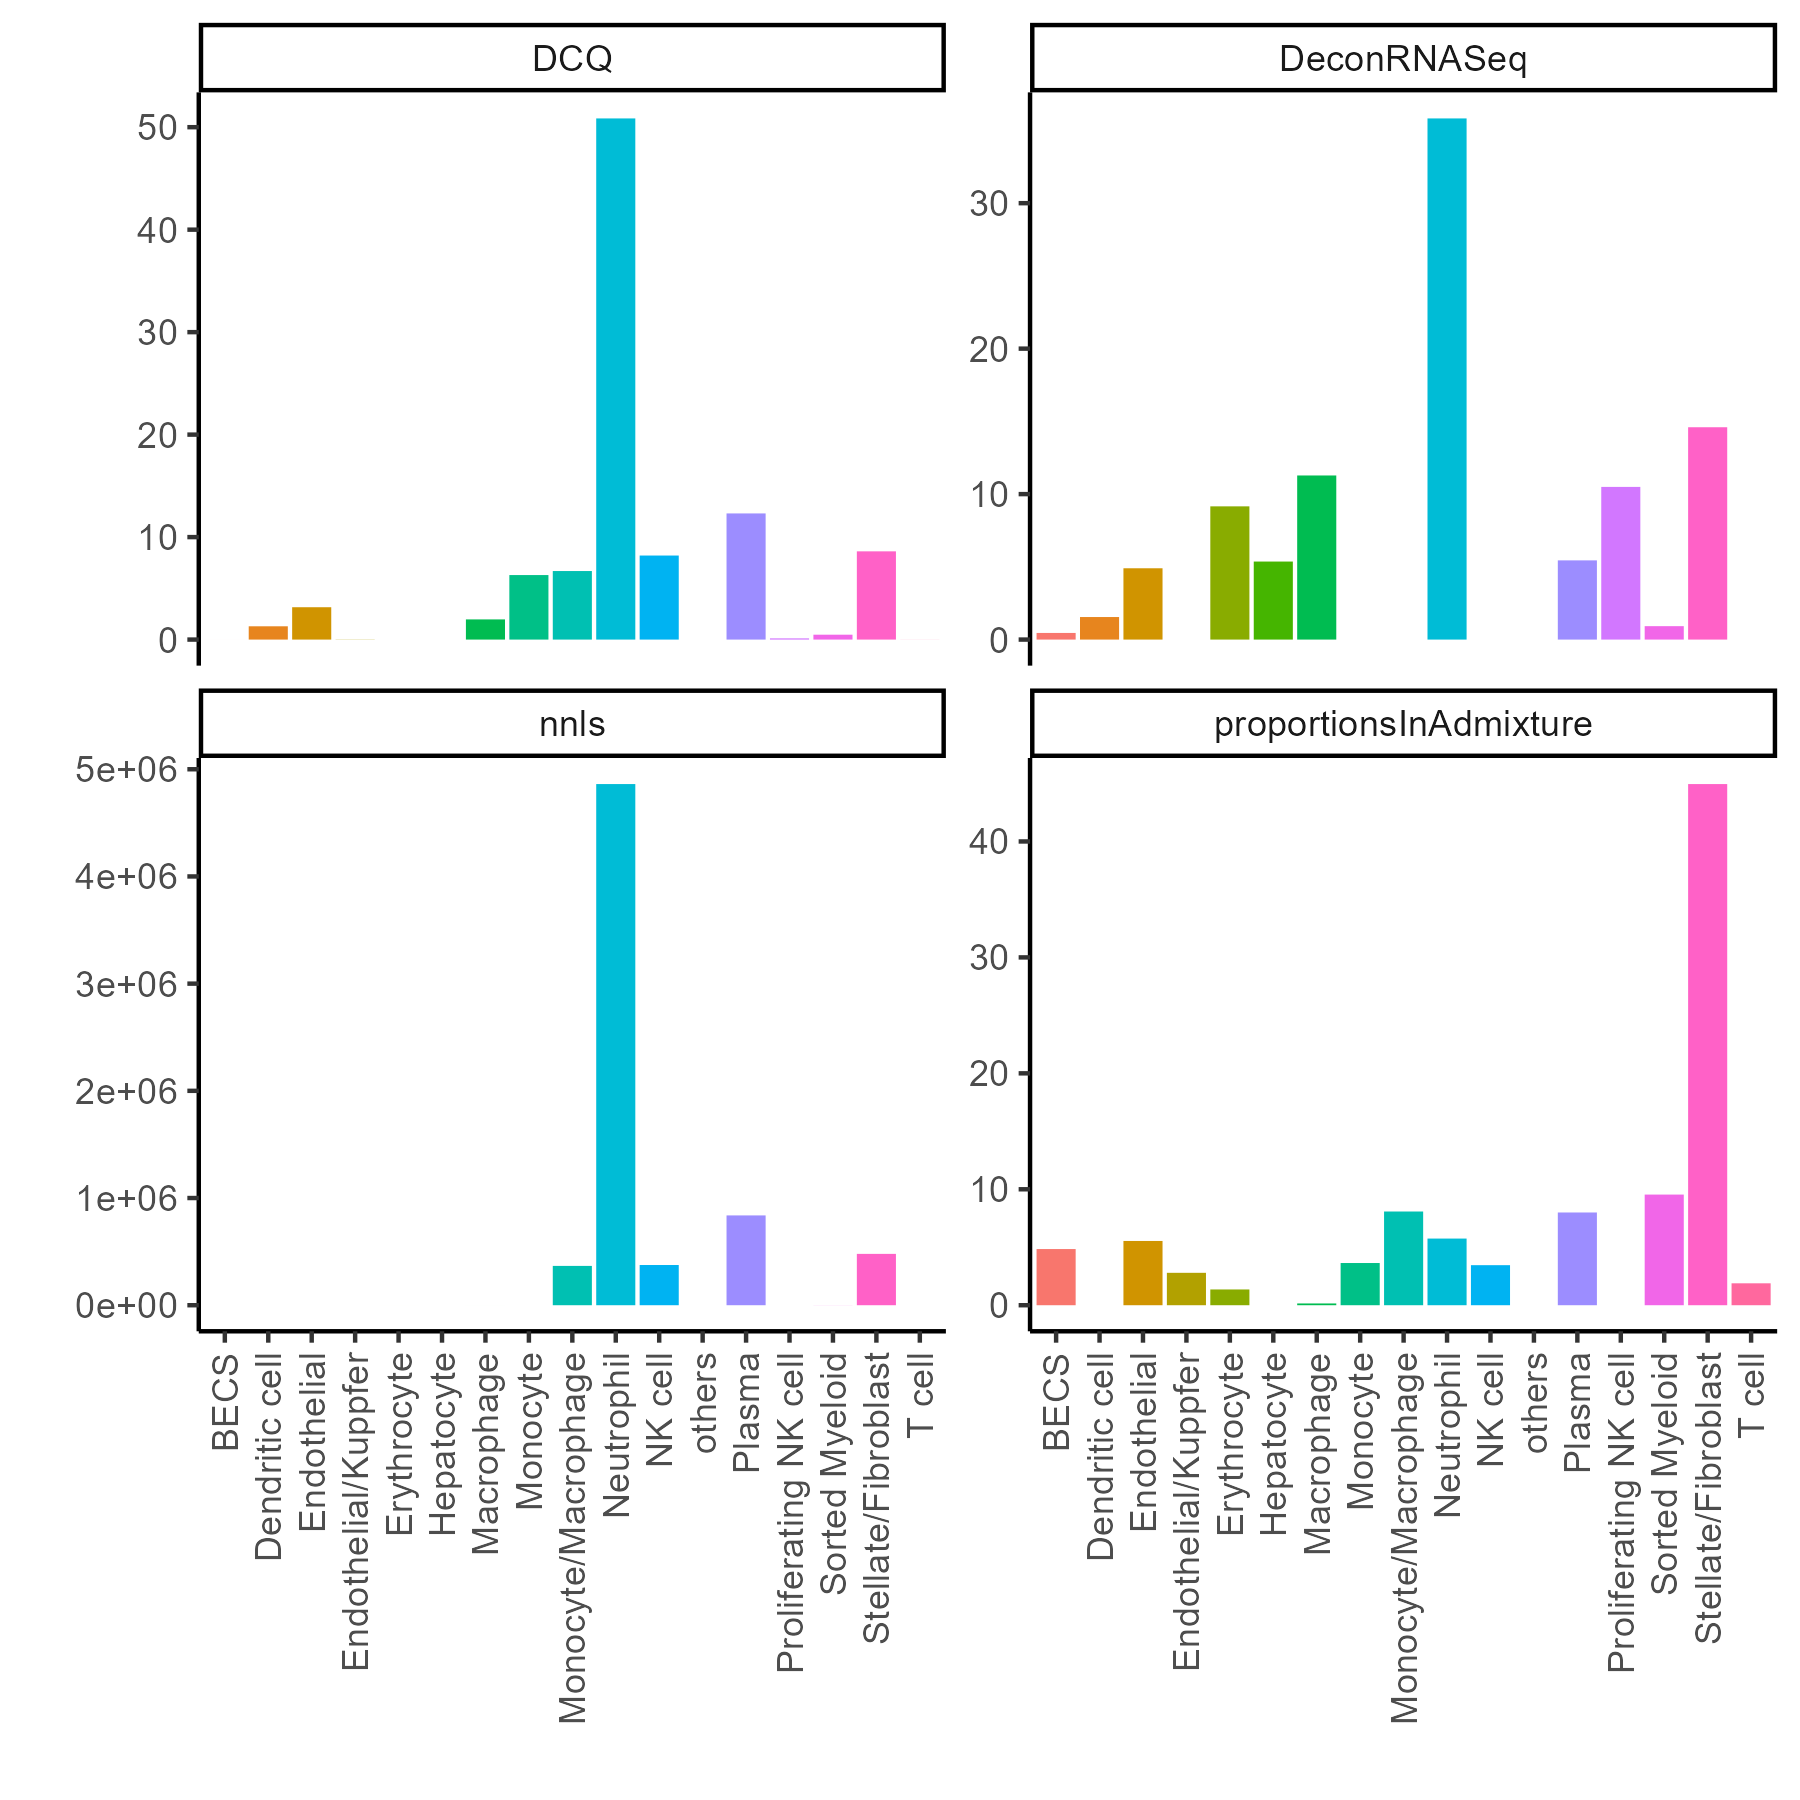 DCQ
DeconRNASeq
50
40
30
20
10
0
30
20
10
0
nnls
proportionsInAdmixture
5e+06
4e+06
3e+06
2e+06
1e+06
0e+00
40
30
20
10
0
BECS
Dendritic cell
Endothelial
Endothelial/Kuppfer
Erythrocyte
Hepatocyte
Macrophage
Monocyte
Monocyte/Macrophage
Neutrophil
NK cell
others
Plasma
Proliferating NK cell
Sorted Myeloid
Stellate/Fibroblast
T cell
BECS
Dendritic cell
Endothelial
Endothelial/Kuppfer
Erythrocyte
Hepatocyte
Macrophage
Monocyte
Monocyte/Macrophage
Neutrophil
NK cell
others
Plasma
Proliferating NK cell
Sorted Myeloid
Stellate/Fibroblast
T cell